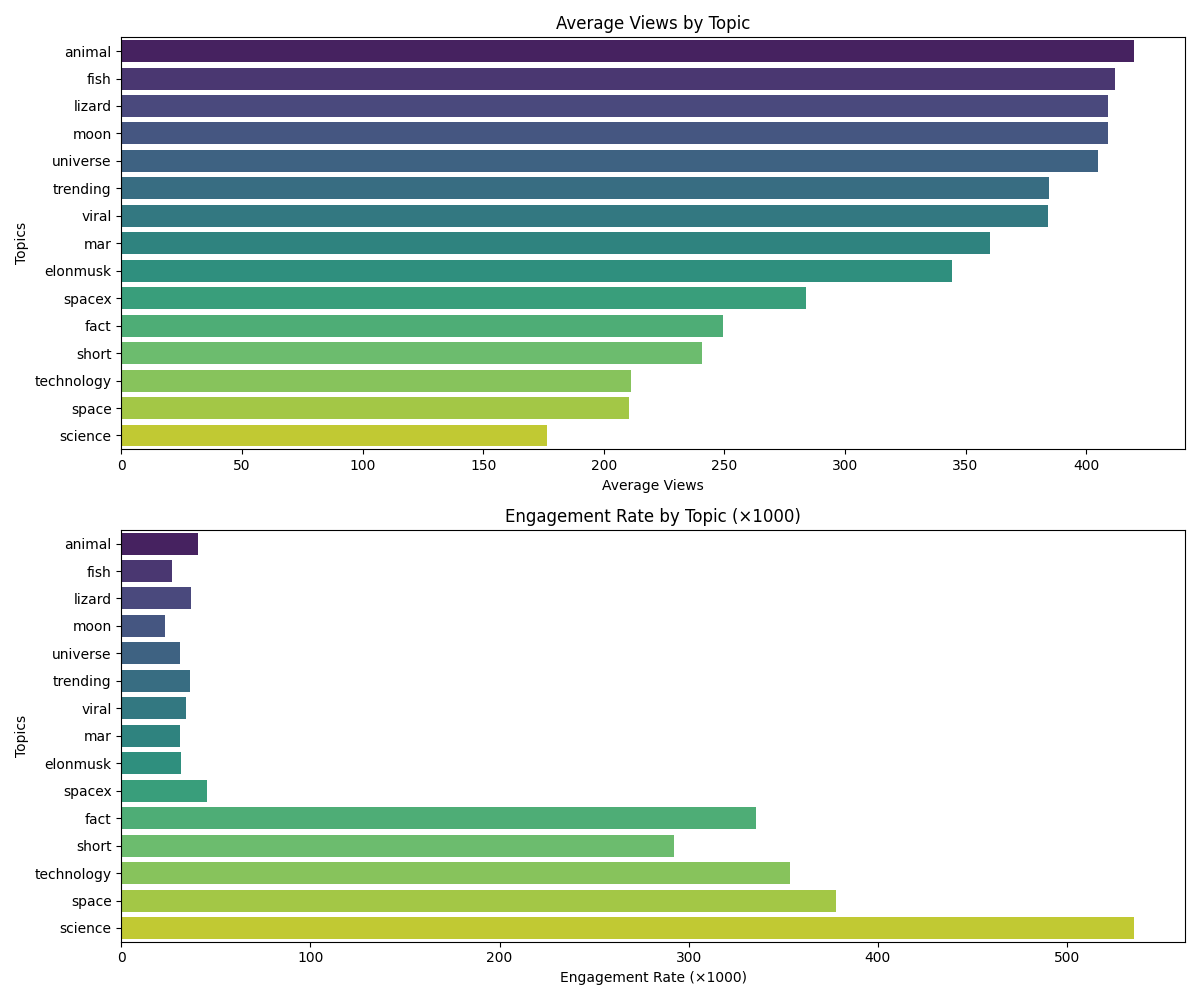 Average Views by Topic
Topics
animal
fish
lizard
moon
universe
trending
viral
mar
elonmusk
spacex
fact
short
technology
space
science
0 50 100 150 200 250 300 350 400
Average Views
Engagement Rate by Topic (×1000)
Topics
animal
fish
lizard
moon
universe
trending
viral
mar
elonmusk
spacex
fact
short
technology
space
science
0 100 200 300 400 500
Engagement Rate (×1000)